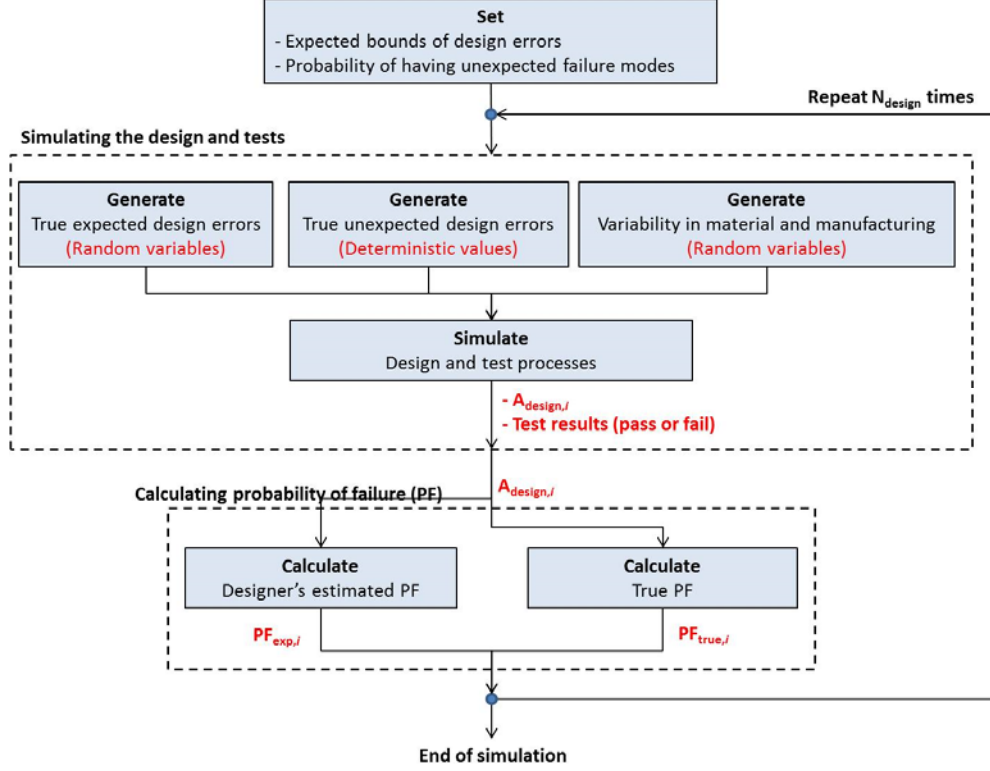 Set
- Expected bounds of design errors
- Probability of having unexpected failure modes
Repeat Ndesign times
Simulating the design and tests
Generate
True expected design errors
(Random variables)
Generate
True unexpected design errors
(Deterministic values)
Generate
Variability in material and manufacturing
(Random variables)
Simulate
Design and test processes
- Adesign,i
- Test results (pass or fail)
Adesign,i
Calculating probability of failure (PF)
Calculate
Designer's estimated PF
Calculate
True PF
PFexp,i
PFtrue,i
End of simulation